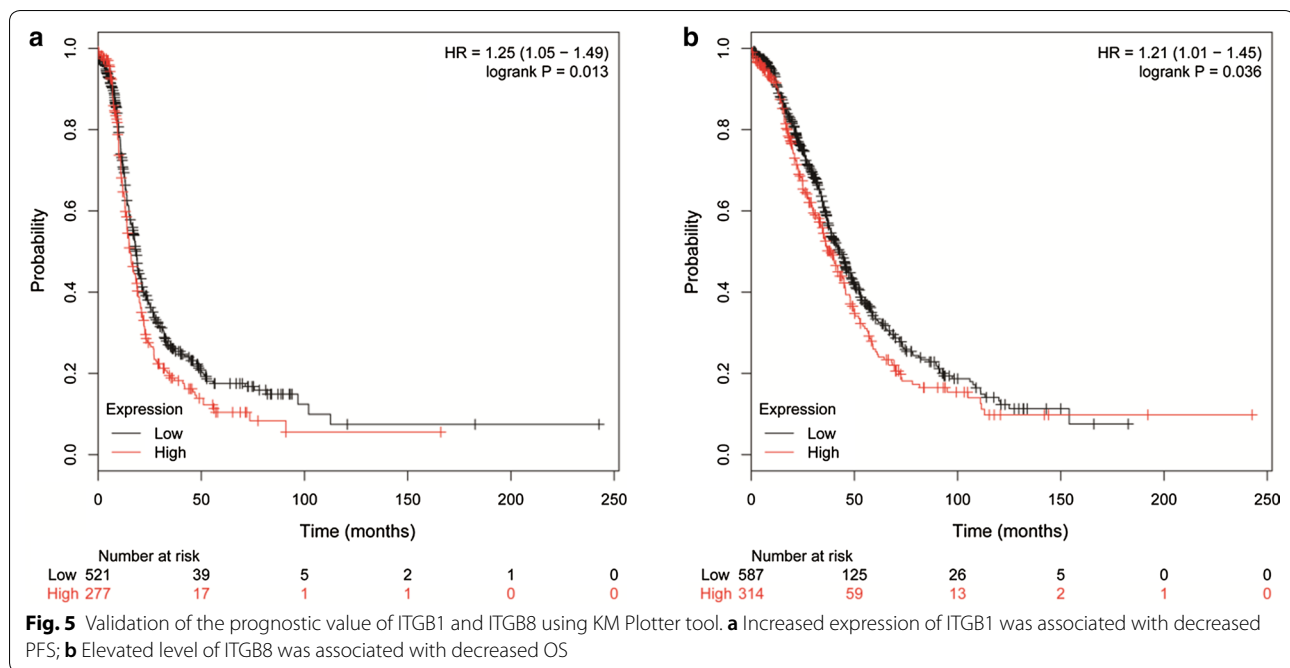 a
HR = 1.25 (1.05 − 1.49)
logrank P = 0.013
Probability
1.0
0.8
0.6
0.4
0.2
0.0
Expression
Low
High
0 50 100 150 200 250
Time (months)
Number at risk
Low 521 39 5 2 1 0
High 277 17 1 1 0 0
b
HR = 1.21 (1.01 − 1.45)
logrank P = 0.036
Probability
1.0
0.8
0.6
0.4
0.2
0.0
Expression
Low
High
0 50 100 150 200 250
Time (months)
Number at risk
Low 587 125 26 5 0 0
High 314 59 13 2 1 0
Fig. 5 Validation of the prognostic value of ITGB1 and ITGB8 using KM Plotter tool. a Increased expression of ITGB1 was associated with decreased
PFS; b Elevated level of ITGB8 was associated with decreased OS